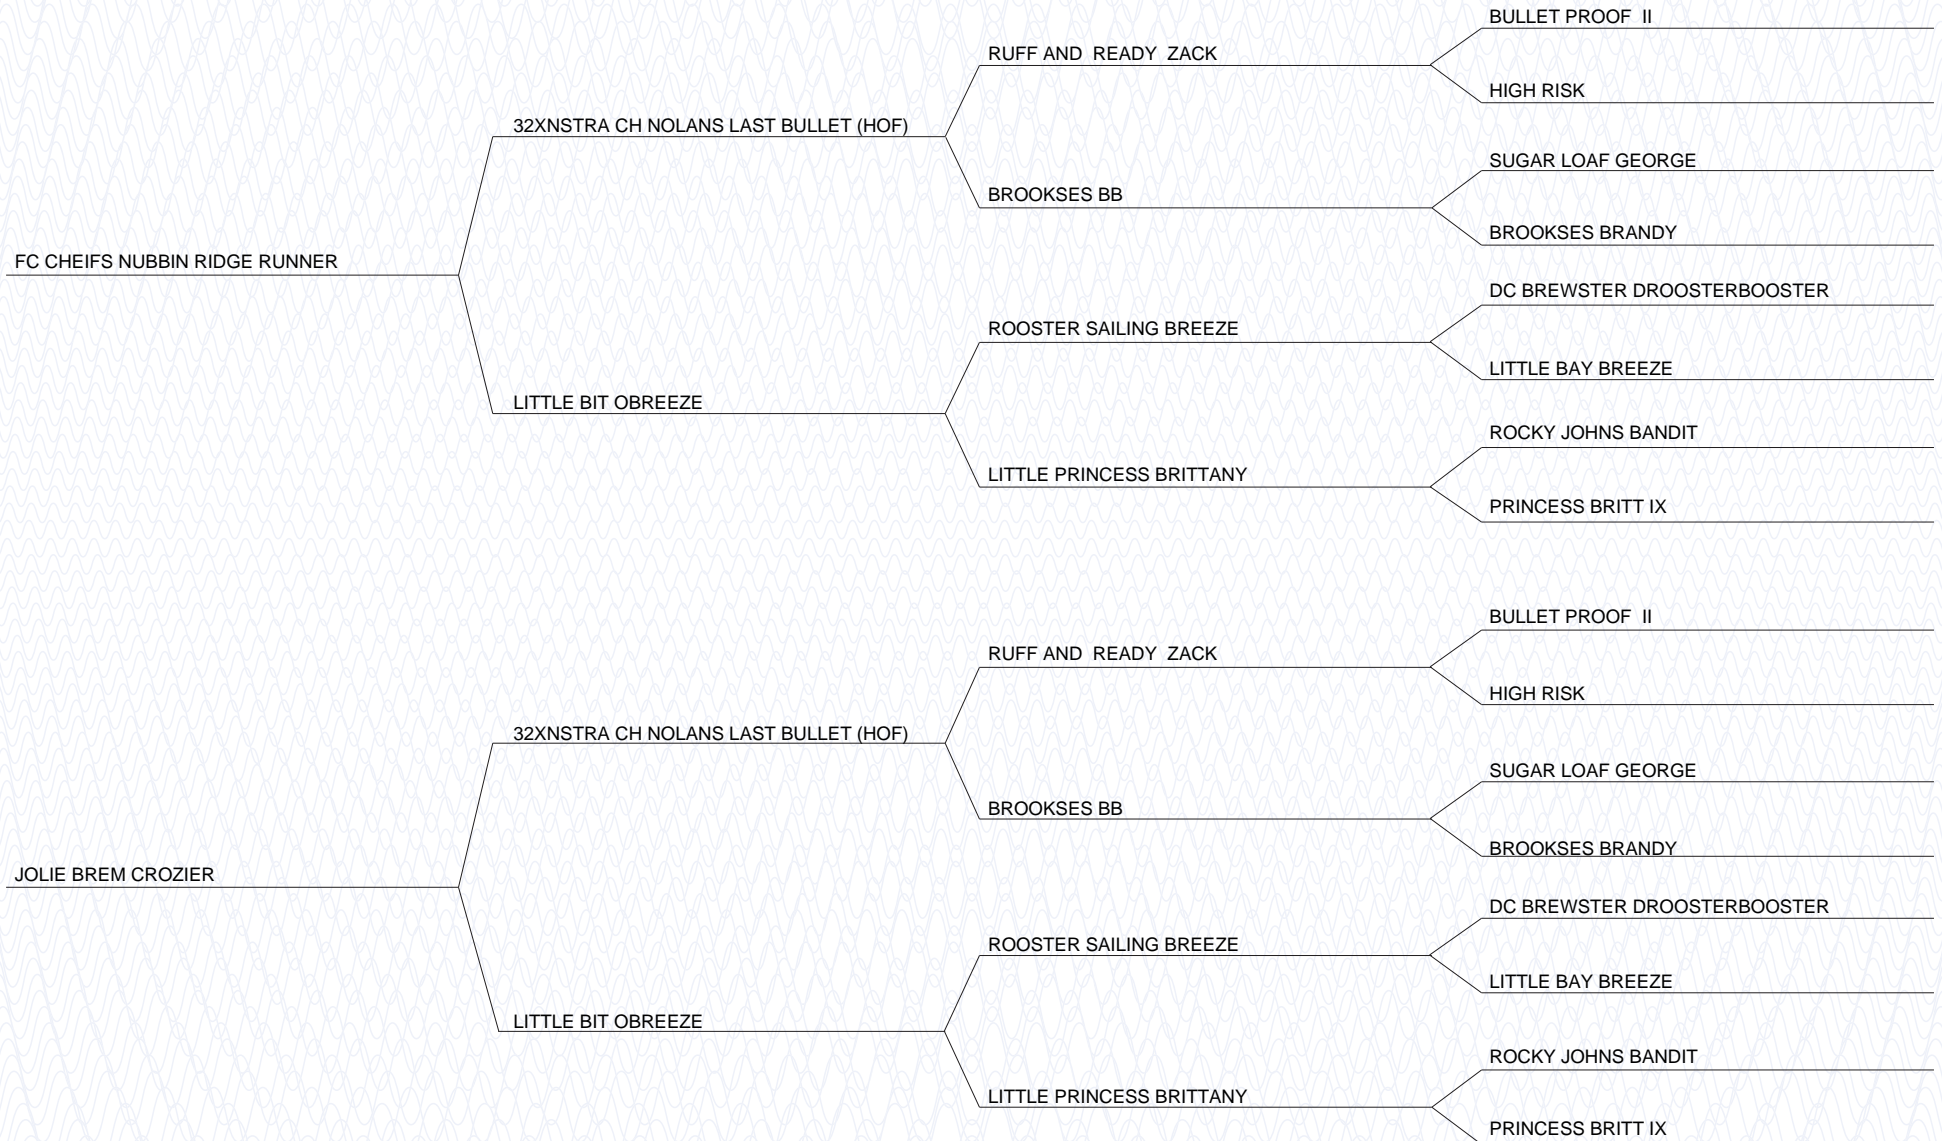 BULLET PROOF  II
RUFF AND  READY  ZACK
HIGH RISK
32XNSTRA CH NOLANS LAST BULLET (HOF)
SUGAR LOAF GEORGE
BROOKSES BB
BROOKSES BRANDY
FC CHEIFS NUBBIN RIDGE RUNNER
DC BREWSTER DROOSTERBOOSTER
ROOSTER SAILING BREEZE
LITTLE BAY BREEZE
LITTLE BIT OBREEZE
ROCKY JOHNS BANDIT
LITTLE PRINCESS BRITTANY
PRINCESS BRITT IX
BULLET PROOF  II
RUFF AND  READY  ZACK
HIGH RISK
32XNSTRA CH NOLANS LAST BULLET (HOF)
SUGAR LOAF GEORGE
BROOKSES BB
BROOKSES BRANDY
JOLIE BREM CROZIER
DC BREWSTER DROOSTERBOOSTER
ROOSTER SAILING BREEZE
LITTLE BAY BREEZE
LITTLE BIT OBREEZE
ROCKY JOHNS BANDIT
LITTLE PRINCESS BRITTANY
PRINCESS BRITT IX